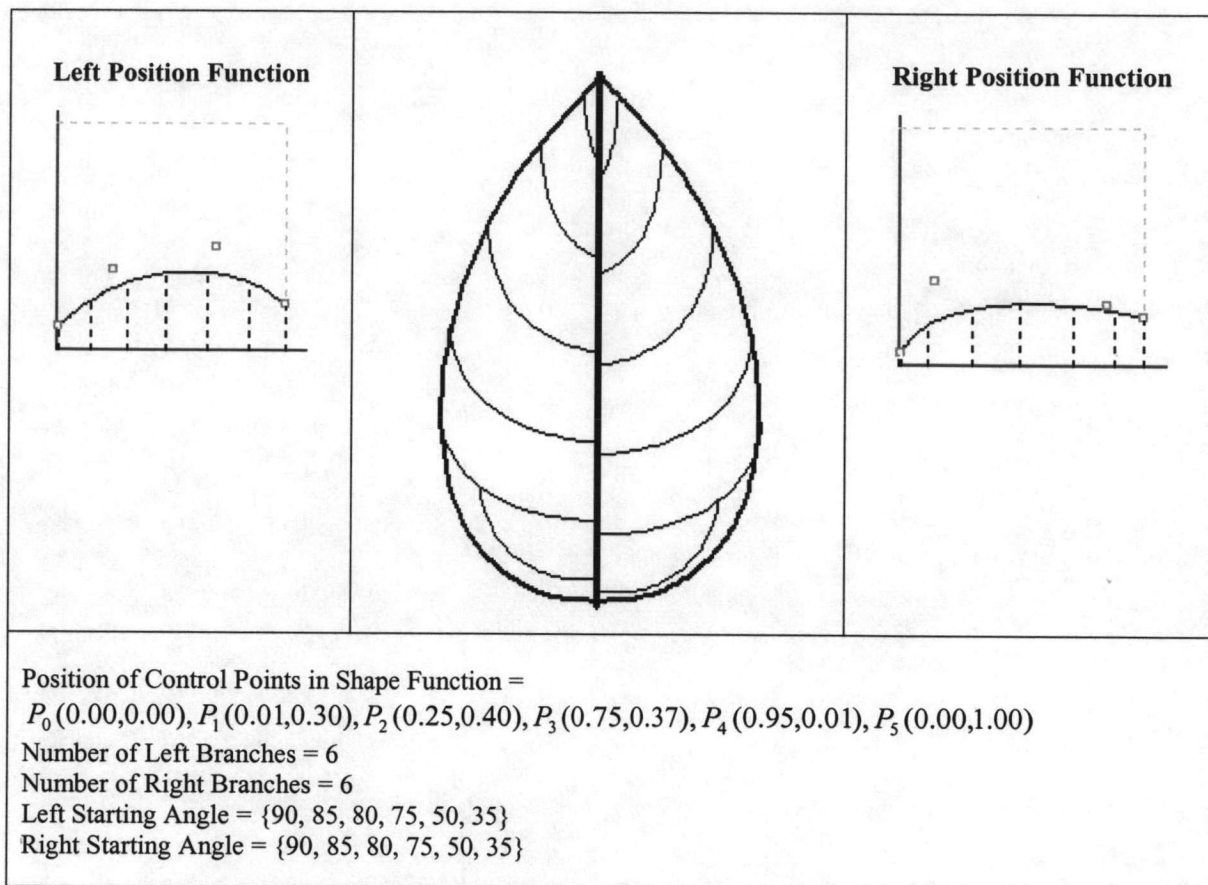 Left Position Function
Right Position Function
Position of Control Points in Shape Function =
P₀(0.00,0.00), P₁(0.01,0.30), P₂(0.25,0.40), P₃(0.75,0.37), P₄(0.95,0.01), P₅(0.00,1.00)
Number of Left Branches = 6
Number of Right Branches = 6
Left Starting Angle = {90, 85, 80, 75, 50, 35}
Right Starting Angle = {90, 85, 80, 75, 50, 35}